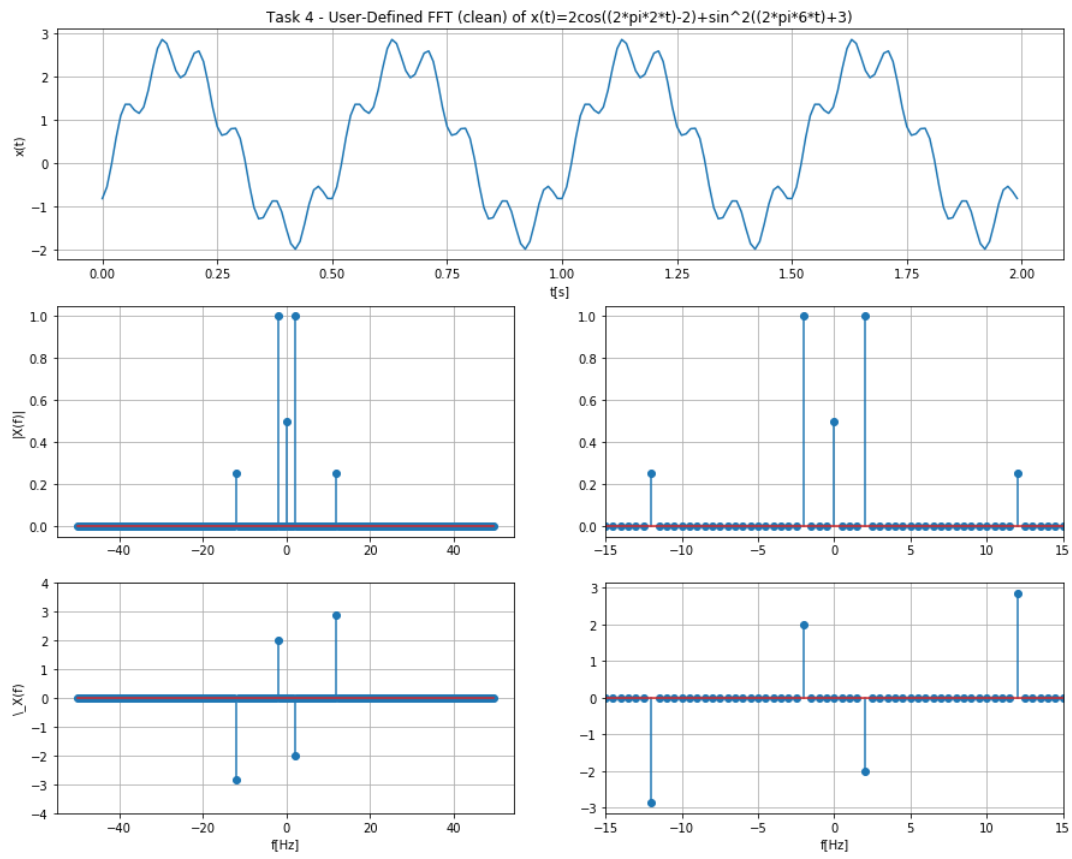 Task 4 - User-Defined FFT (clean) of x(t)=2cos((2*pi*2*t)-2)+sin^2((2*pi*6*t)+3)
3
2
1
0
−1
−2
x(t)
0.00 0.25 0.50 0.75 1.00 1.25 1.50 1.75 2.00
t[s]
1.0
0.8
0.6
0.4
0.2
0.0
|X(f)|
−40 −20 0 20 40
1.0
0.8
0.6
0.4
0.2
0.0
−15 −10 −5 0 5 10 15
4
3
2
1
0
−1
−2
−3
−4
\_X(f)
−40 −20 0 20 40
f[Hz]
3
2
1
0
−1
−2
−3
−15 −10 −5 0 5 10 15
f[Hz]